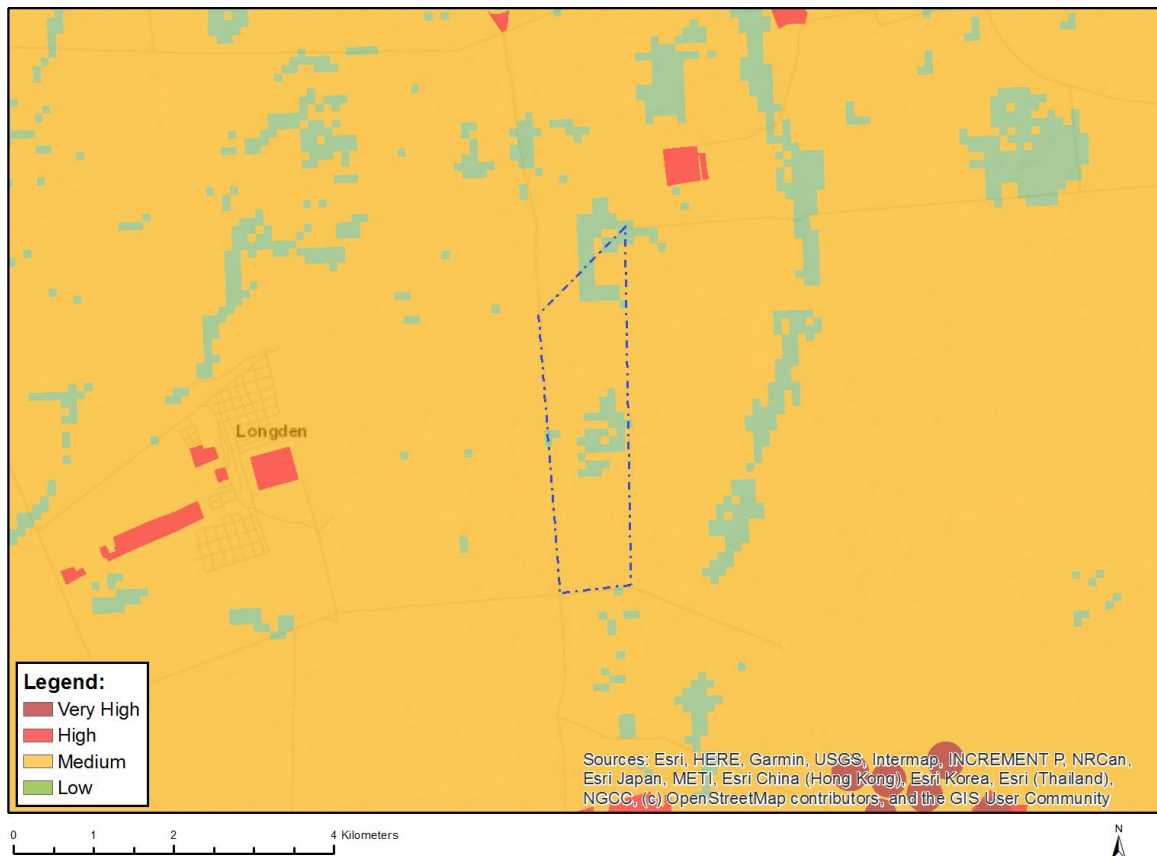 Longden
Legend:
Very High
High
Medium
Low
Sources: Esri, HERE, Garmin, USGS, Intermap, INCREMENT P, NRCan,
Esri Japan, METI, Esri China (Hong Kong), Esri Korea, Esri (Thailand),
NGCC, (c) OpenStreetMap contributors, and the GIS User Community
0 1 2 4 Kilometers
N